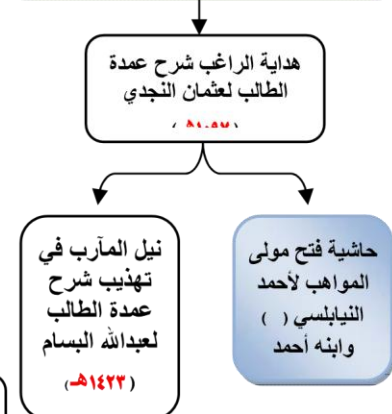 هداية الراغب شرح عمدة
الطالب لعثمان النجدي
حاشية فتح مولى
المواهب لأحمد
النيابلسي (  )
وابنه أحمد
نيل المآرب في
تهذيب شرح
عمدة الطالب
لعبدالله البسام
(١٤٢٣هـ)